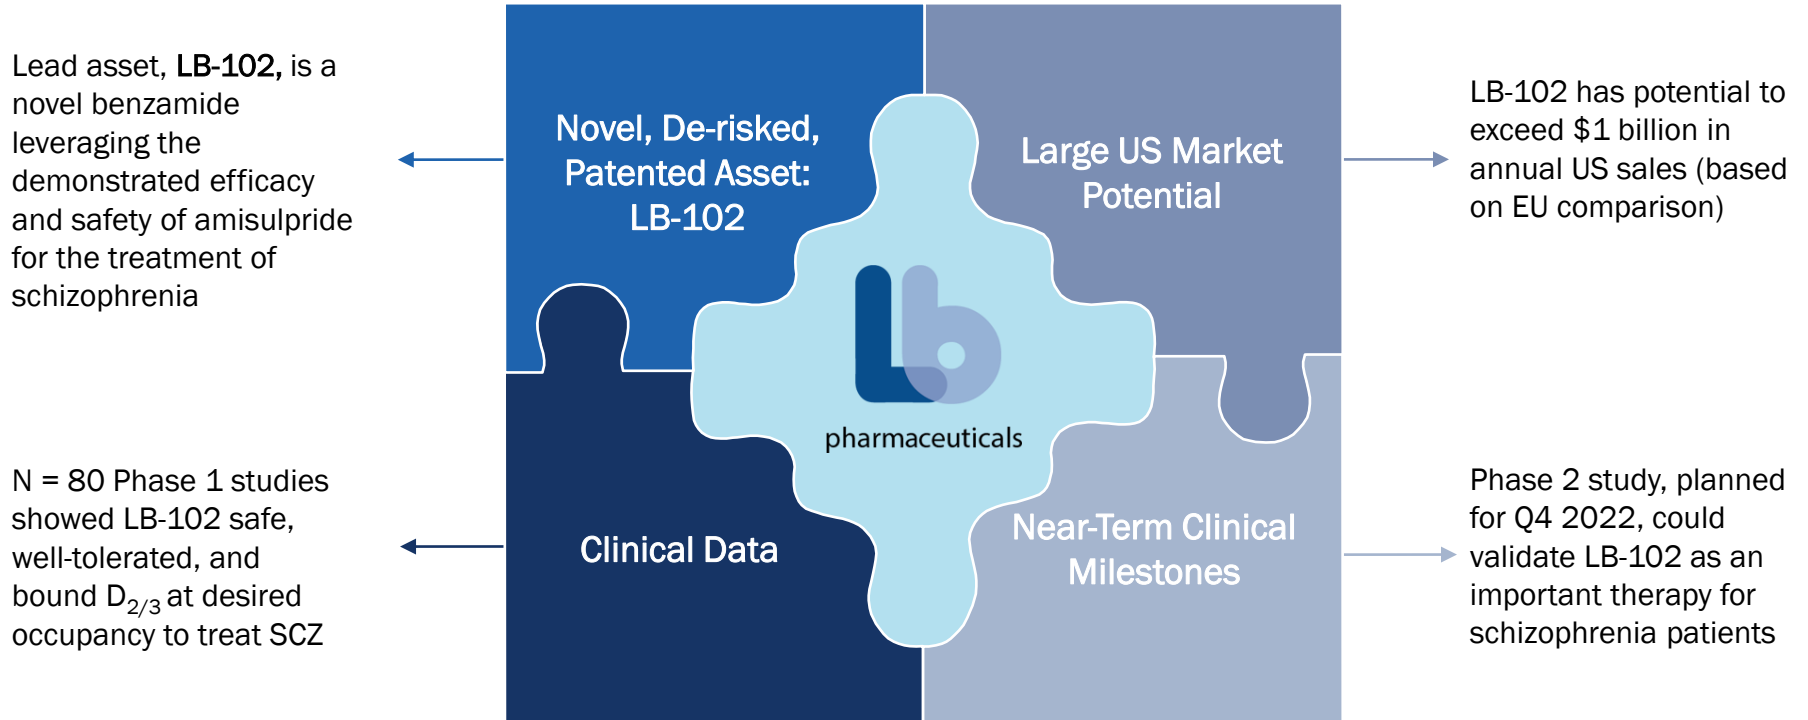 Lead asset, LB-102, is a
novel benzamide
leveraging the
demonstrated efficacy
and safety of amisulpride
for the treatment of
schizophrenia
Novel, De-risked,
Patented Asset:
LB-102
Large US Market
Potential
LB-102 has potential to
exceed $1 billion in
annual US sales (based
on EU comparison)
Lb
pharmaceuticals
N = 80 Phase 1 studies
showed LB-102 safe,
well-tolerated, and
bound D2/3 at desired
occupancy to treat SCZ
Clinical Data
Near-Term Clinical
Milestones
Phase 2 study, planned
for Q4 2022, could
validate LB-102 as an
important therapy for
schizophrenia patients